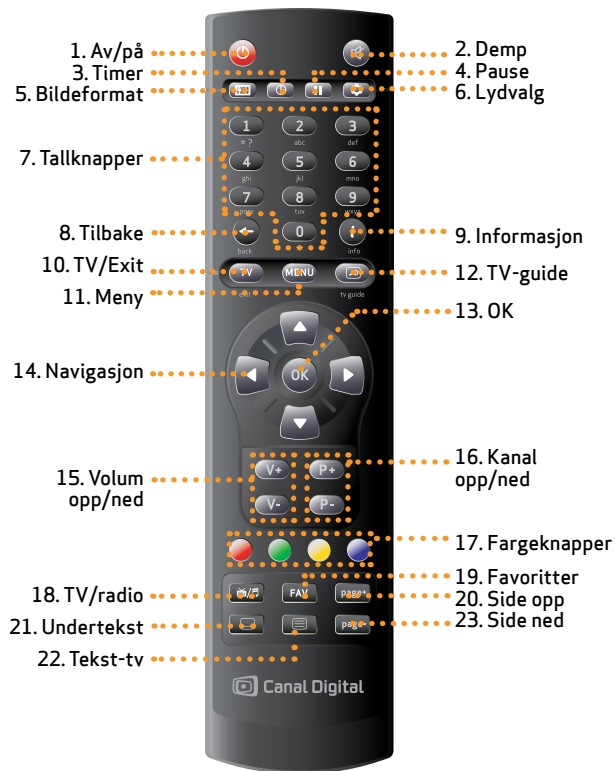 1. Av/på
2. Demp
3. Timer
4. Pause
5. Bildeformat
6. Lydvalg
1
2
3
* ?
abc
def
7. Tallknapper
4
5
6
ghi
jkl
mno
7
8
9
pqrs
tuv
wxyz
8. Tilbake
0
i
9. Informasjon
back
info
10. TV/Exit
TV
MENU
12. TV-guide
exit
tv guide
11. Meny
13. OK
14. Navigasjon
OK
15. Volum
opp/ned
V+
P+
16. Kanal
opp/ned
V-
P-
17. Fargeknapper
18. TV/radio
FAV
page+
19. Favoritter
20. Side opp
21. Undertekst
page-
23. Side ned
22. Tekst-tv
Canal Digital